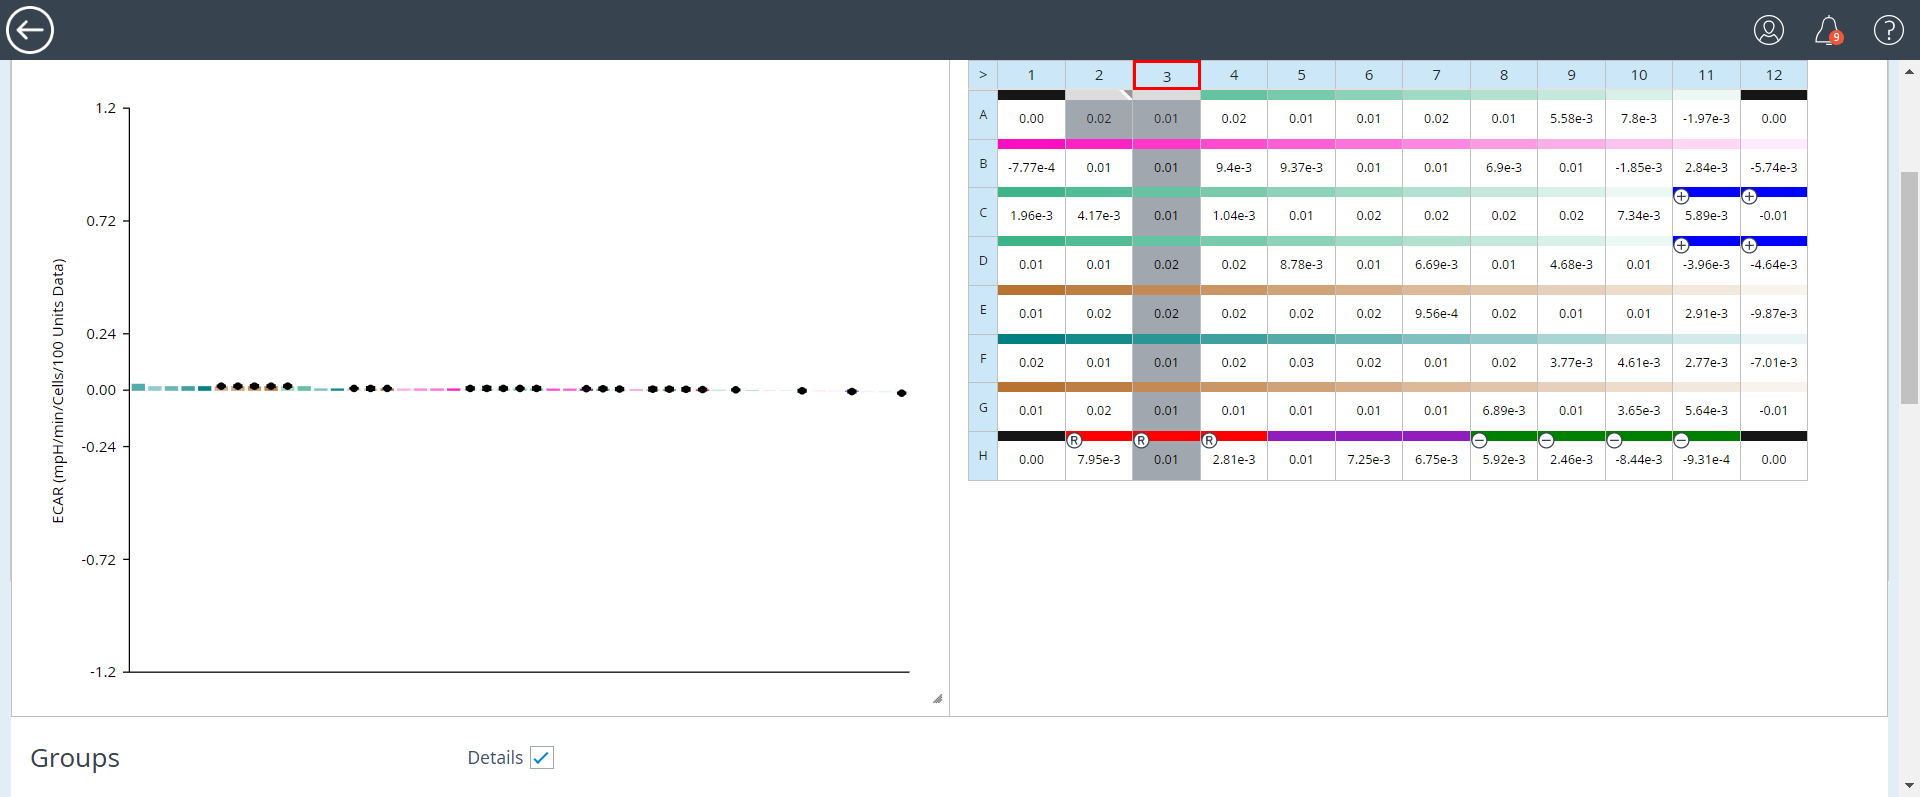 9
?
1.2
0.72
0.24
0.00
-0.24
-0.72
-1.2
ECAR (mpH/min/Cells/100 Units Data)
> 1 2 3 4 5 6 7 8 9 10 11 12
A 0.00 0.02 0.01 0.02 0.01 0.01 0.02 0.01 5.58e-3 7.8e-3 -1.97e-3 0.00
B -7.77e-4 0.01 0.01 9.4e-3 9.37e-3 0.01 0.01 6.9e-3 0.01 -1.85e-3 2.84e-3 -5.74e-3
+ +
C 1.96e-3 4.17e-3 0.01 1.04e-3 0.01 0.02 0.02 0.02 0.02 7.34e-3 5.89e-3 -0.01
+ +
D 0.01 0.01 0.02 0.02 8.78e-3 0.01 6.69e-3 0.01 4.68e-3 0.01 -3.96e-3 -4.64e-3
E 0.01 0.02 0.02 0.02 0.02 0.02 9.56e-4 0.02 0.01 0.01 2.91e-3 -9.87e-3
F 0.02 0.01 0.01 0.02 0.03 0.02 0.01 0.02 3.77e-3 4.61e-3 2.77e-3 -7.01e-3
G 0.01 0.02 0.01 0.01 0.01 0.01 0.01 6.89e-3 0.01 3.65e-3 5.64e-3 -0.01
R R R − − − −
H 0.00 7.95e-3 0.01 2.81e-3 0.01 7.25e-3 6.75e-3 5.92e-3 2.46e-3 -8.44e-3 -9.31e-4 0.00
Groups
Details